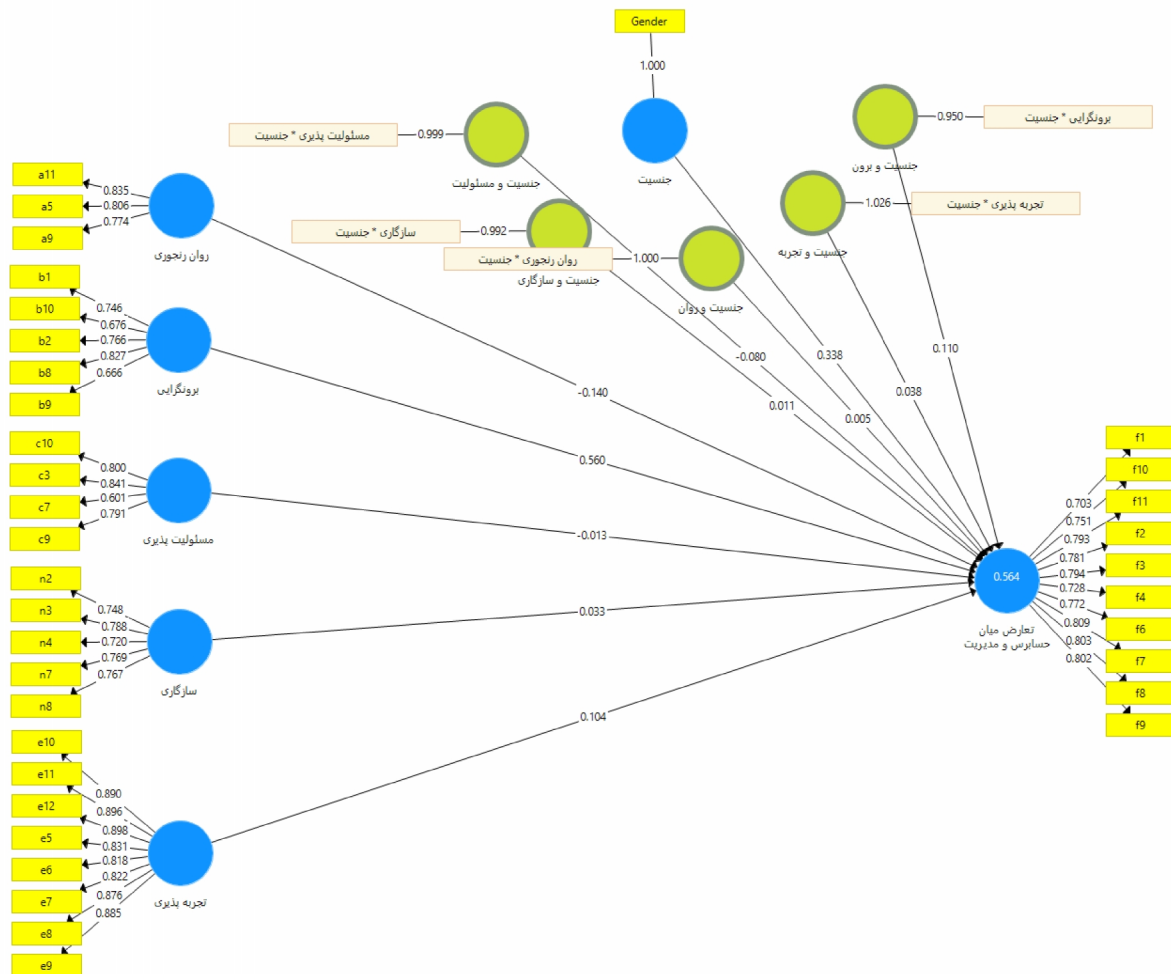 Gender
1.000
برونگرایی * جنسیت
0.950
جنسیت و برون
مسئولیت پذیری * جنسیت
0.999
جنسیت و مسئولیت
جنسیت
تجربه پذیری * جنسیت
1.026
جنسیت و تجربه
سازگاری * جنسیت
0.992
روان رنجوری * جنسیت
1.000
جنسیت و سازگاری
جنسیت و روان
a11
a5
a9
0.835
0.806
0.774
روان رنجوری
b1
b10
b2
b8
b9
0.746
0.676
0.766
0.827
0.666
برونگرایی
c10
c3
c7
c9
0.800
0.841
0.601
0.791
مسئولیت پذیری
n2
n3
n4
n7
n8
0.748
0.788
0.720
0.769
0.767
سازگاری
e10
e11
e12
e5
e6
e7
e8
e9
0.890
0.896
0.898
0.831
0.818
0.822
0.876
0.885
تجربه پذیری
-0.140
0.560
-0.013
0.033
0.104
-0.080
0.011
0.338
0.005
0.038
0.110
0.564
تعارض میان
حسابرس و مدیریت
f1
f10
f11
f2
f3
f4
f6
f7
f8
f9
0.703
0.751
0.793
0.781
0.794
0.728
0.772
0.809
0.803
0.802